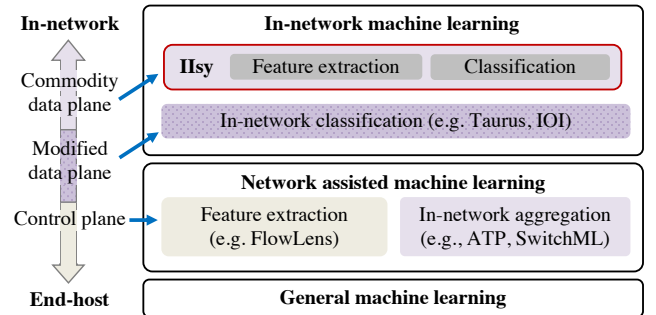 In-network
Commodity
data plane
Modified
data plane
Control plane
End-host
In-network machine learning
IIsy Feature extraction Classification
In-network classification (e.g. Taurus, IOI)
Network assisted machine learning
Feature extraction
(e.g. FlowLens)
In-network aggregation
(e.g., ATP, SwitchML)
General machine learning